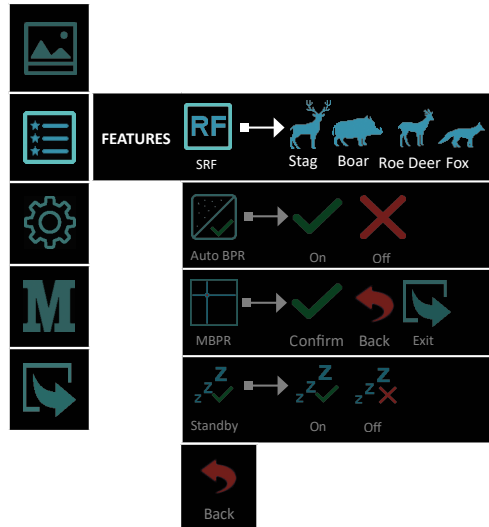 RF
FEATURES
SRF
Stag Boar Roe Deer Fox
Auto BPR On Off
M
MBPR Confirm Back Exit
z z Z z z Z z z Z
Standby On Off
Back